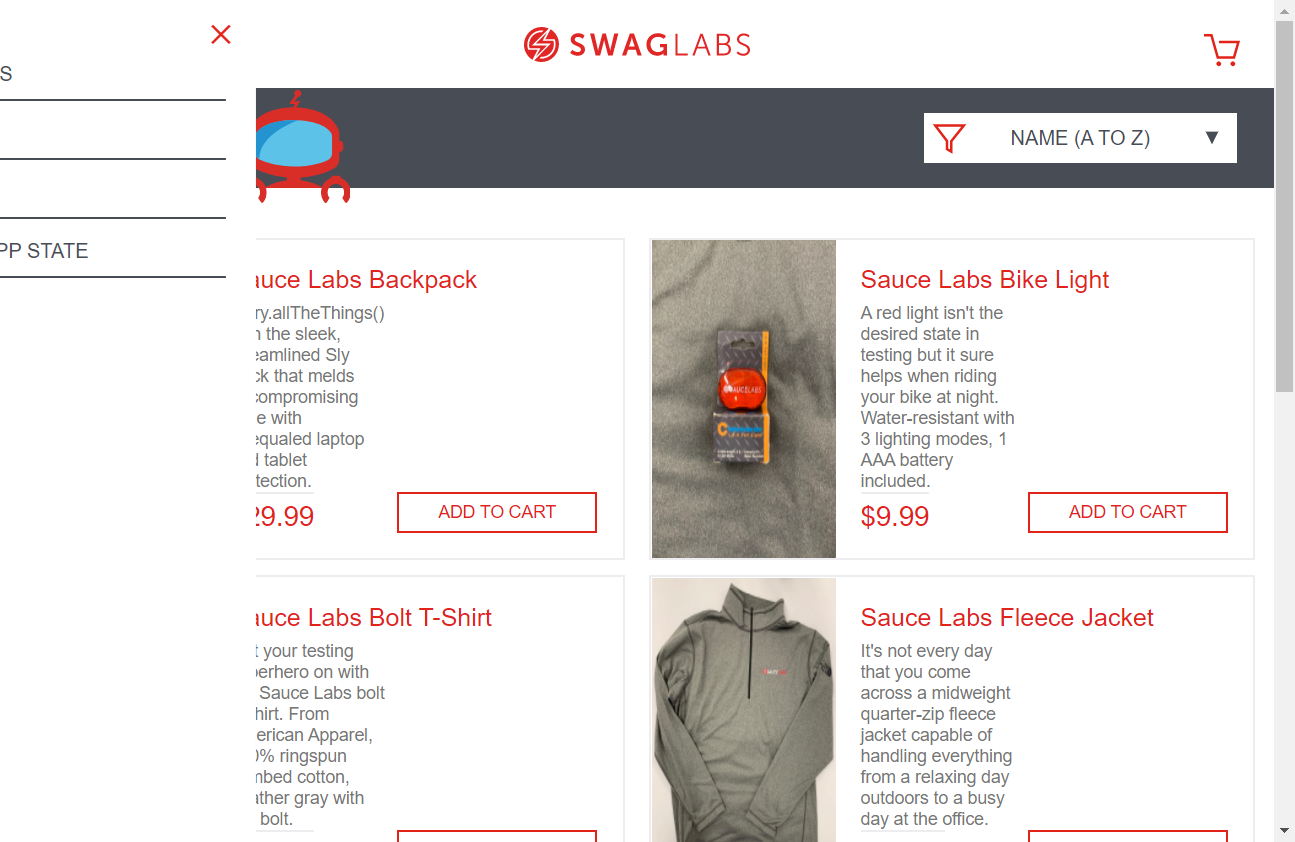 SWAGLABS
S
PP STATE
NAME (A TO Z) ▼
auce Labs Backpack
ry.allTheThings()
n the sleek,
eamlined Sly
ck that melds
compromising
e with
equaled laptop
d tablet
tection.
29.99
ADD TO CART
Sauce Labs Bike Light
A red light isn't the
desired state in
testing but it sure
helps when riding
your bike at night.
Water-resistant with
3 lighting modes, 1
AAA battery
included.
$9.99
ADD TO CART
SAUCELABS
auce Labs Bolt T-Shirt
t your testing
perhero on with
Sauce Labs bolt
hirt. From
erican Apparel,
0% ringspun
mbed cotton,
ather gray with
bolt.
Sauce Labs Fleece Jacket
It's not every day
that you come
across a midweight
quarter-zip fleece
jacket capable of
handling everything
from a relaxing day
outdoors to a busy
day at the office.